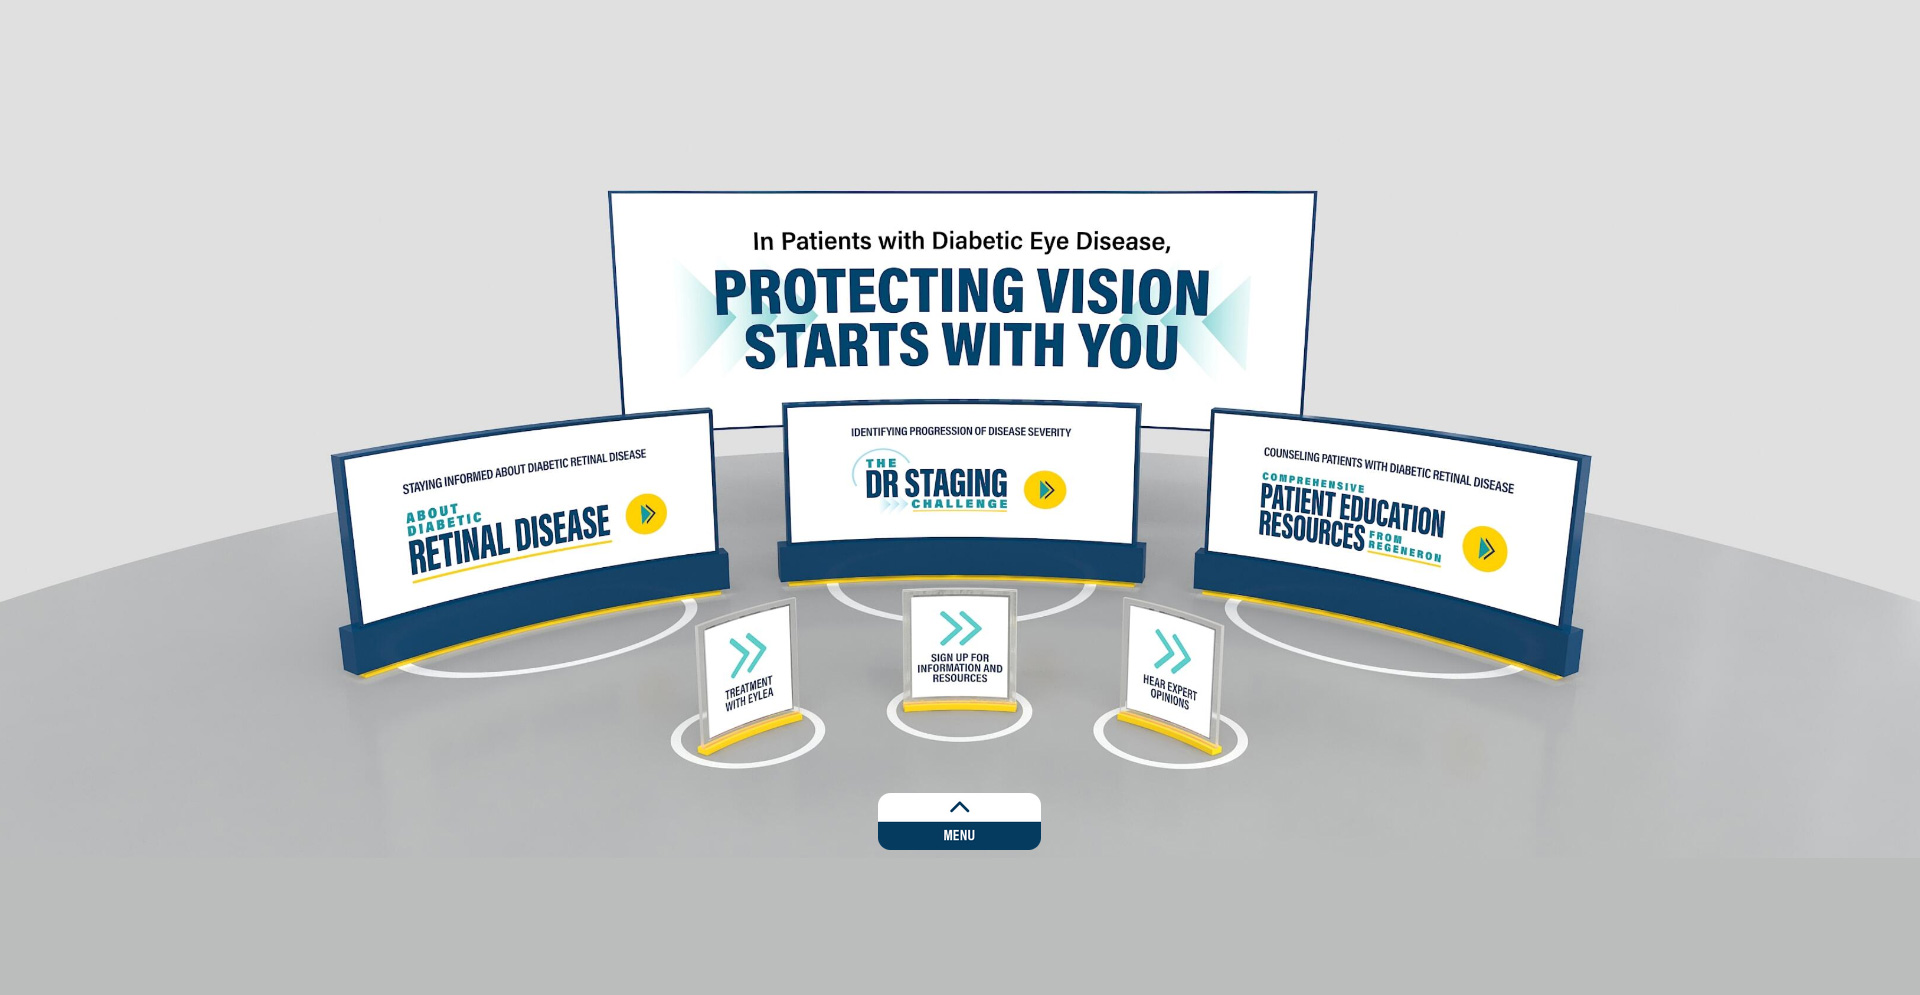 In Patients with Diabetic Eye Disease,
PROTECTING VISION
STARTS WITH YOU
STAYING INFORMED ABOUT DIABETIC RETINAL DISEASE
ABOUT
DIABETIC
RETINAL DISEASE
IDENTIFYING PROGRESSION OF DISEASE SEVERITY
THE
DR STAGING
CHALLENGE
COUNSELING PATIENTS WITH DIABETIC RETINAL DISEASE
COMPREHENSIVE
PATIENT EDUCATION
RESOURCES FROM
REGENERON
TREATMENT
WITH EYLEA
SIGN UP FOR
INFORMATION AND
RESOURCES
HEAR EXPERT
OPINIONS
MENU